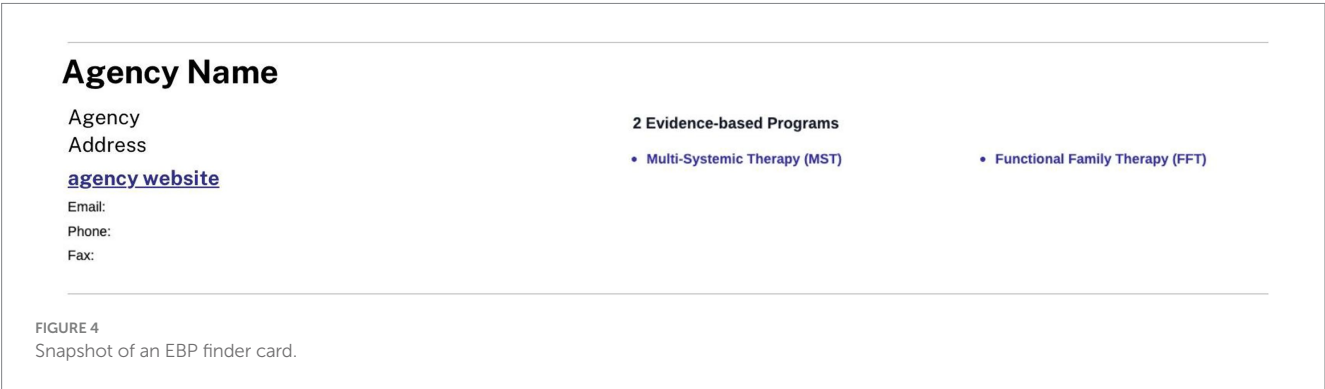 Agency Name
Agency
Address
agency website
Email:
Phone:
Fax:
2 Evidence-based Programs
• Multi-Systemic Therapy (MST)
• Functional Family Therapy (FFT)
FIGURE 4
Snapshot of an EBP finder card.